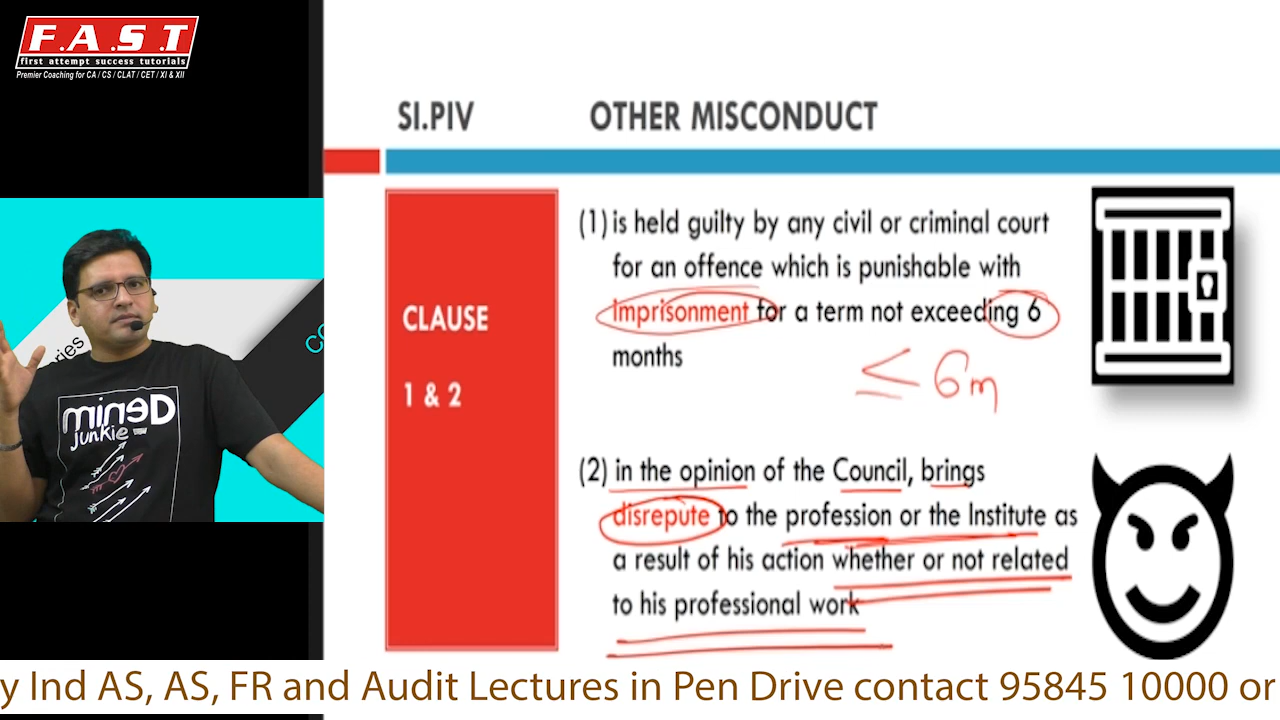 F.A.S.T
first attempt success tutorials
Premier Coaching for CA / CS / CLAT / CET / XI & XII
SI.PIV OTHER MISCONDUCT
CLAUSE
1 & 2
(1) is held guilty by any civil or criminal court
for an offence which is punishable with
Imprisonment for a term not exceeding 6
months
≤ 6m
(2) in the opinion of the Council, brings
disrepute to the profession or the Institute as
a result of his action whether or not related
to his professional work
ries
CO
minED
junkie
y Ind AS, AS, FR and Audit Lectures in Pen Drive contact 95845 10000 or